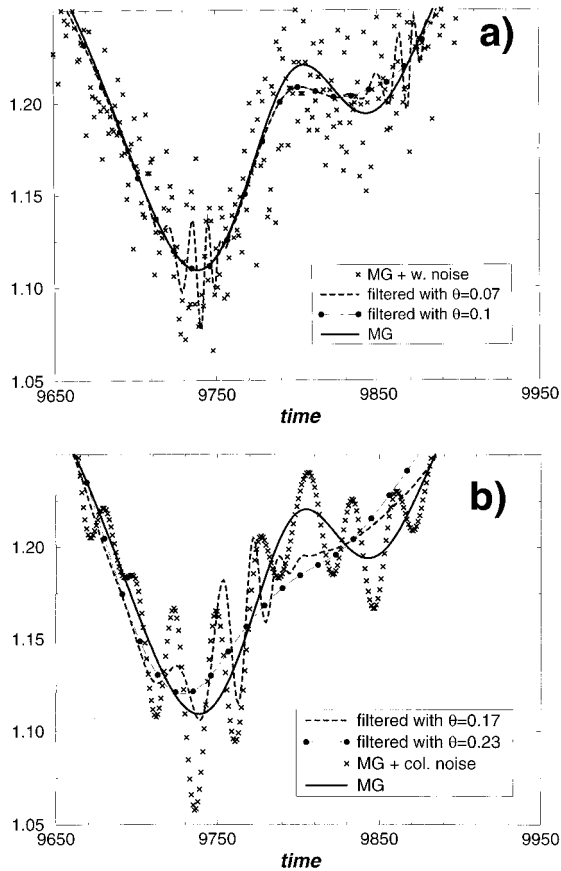 a)
1.20
1.15
1.10
1.05
× MG + w. noise
filtered with θ=0.07
filtered with θ=0.1
MG
9650 9750 9850 9950
time
b)
1.20
1.15
1.10
1.05
filtered with θ=0.17
filtered with θ=0.23
× MG + col. noise
MG
9650 9750 9850 9950
time